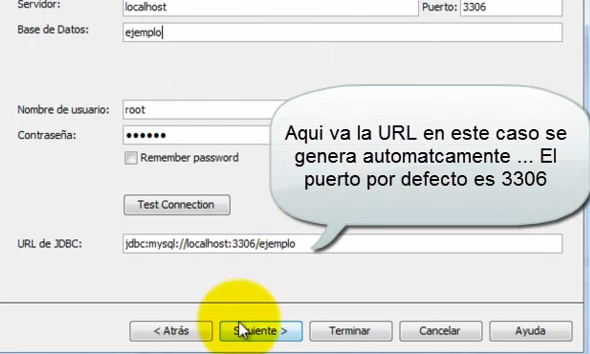 Servidor: localhost Puerto: 3306
Base de Datos: ejemplo
Nombre de usuario: root
Contraseña: ••••••
Remember password
Aqui va la URL en este caso se
genera automatcamente ... El
puerto por defecto es 3306
Test Connection
URL de JDBC: jdbc:mysql://localhost:3306/ejemplo
< Atrás Siguiente > Terminar Cancelar Ayuda